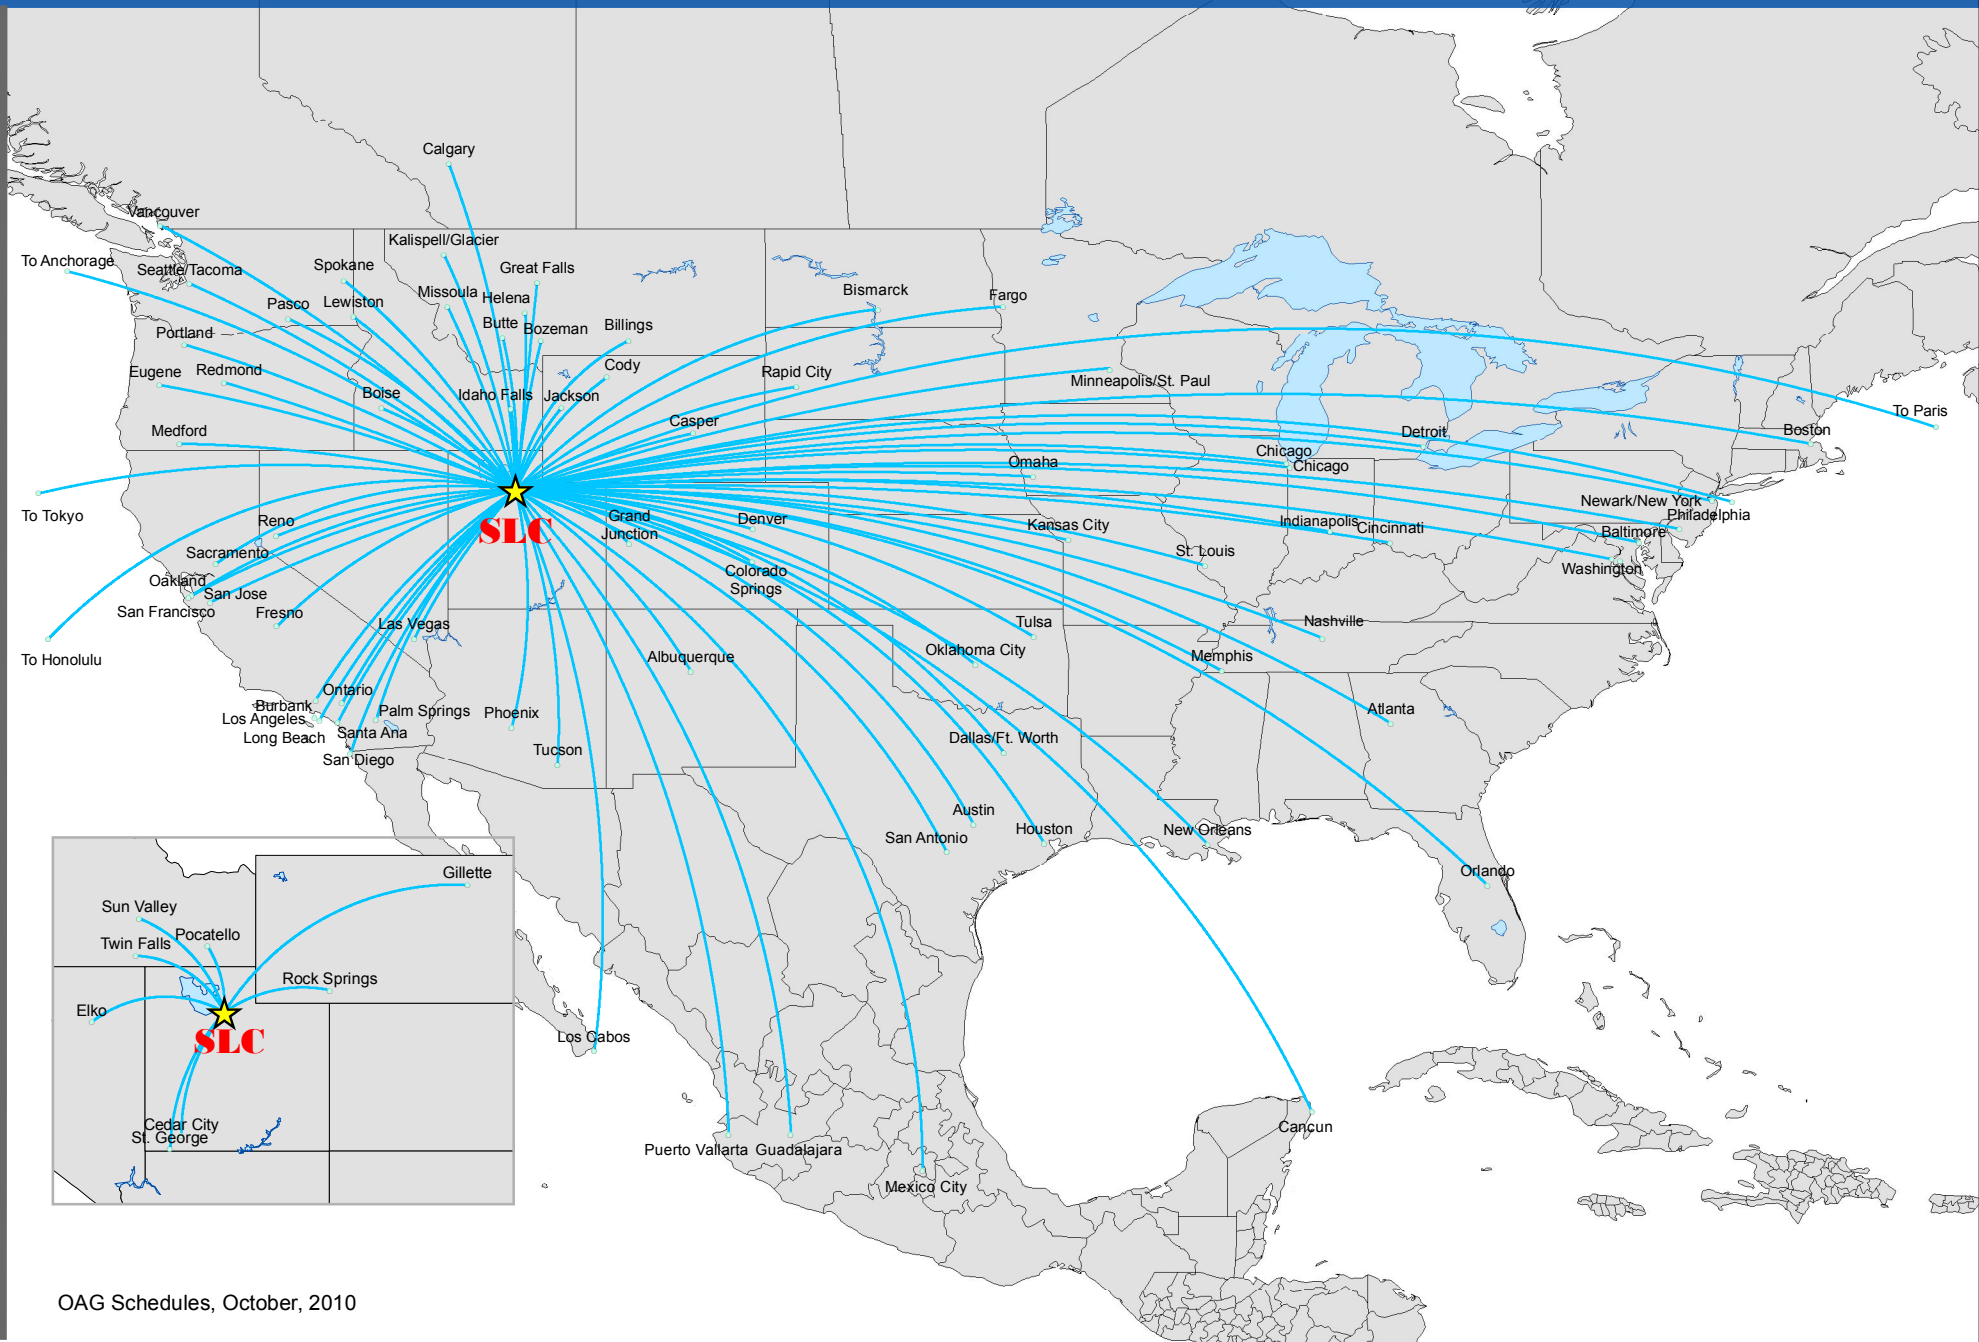 Calgary
Vancouver
Kalispell/Glacier
To Anchorage
Seattle/Tacoma
Spokane
Great Falls
Missoula
Helena
Bismarck
Fargo
Pasco
Lewiston
Butte
Bozeman
Billings
Portland
Cody
Eugene
Redmond
Rapid City
Minneapolis/St. Paul
Boise
Idaho Falls
Jackson
To Paris
Casper
Medford
Detroit
Boston
Chicago
Omaha
Chicago
Newark/New York
To Tokyo
Philadelphia
Reno
SLC
Grand
Junction
Denver
Kansas City
Indianapolis
Cincinnati
Baltimore
Sacramento
St. Louis
Washington
Oakland
Colorado
Springs
San Jose
San Francisco
Fresno
Las Vegas
Tulsa
Nashville
To Honolulu
Albuquerque
Oklahoma City
Memphis
Ontario
Burbank
Los Angeles
Palm Springs
Phoenix
Atlanta
Long Beach
Santa Ana
Dallas/Ft. Worth
San Diego
Tucson
Austin
San Antonio
Houston
New Orleans
Orlando
Gillette
Sun Valley
Pocatello
Twin Falls
Rock Springs
Elko
SLC
Los Cabos
Cedar City
St. George
Cancun
Puerto Vallarta
Guadalajara
Mexico City
OAG Schedules, October, 2010